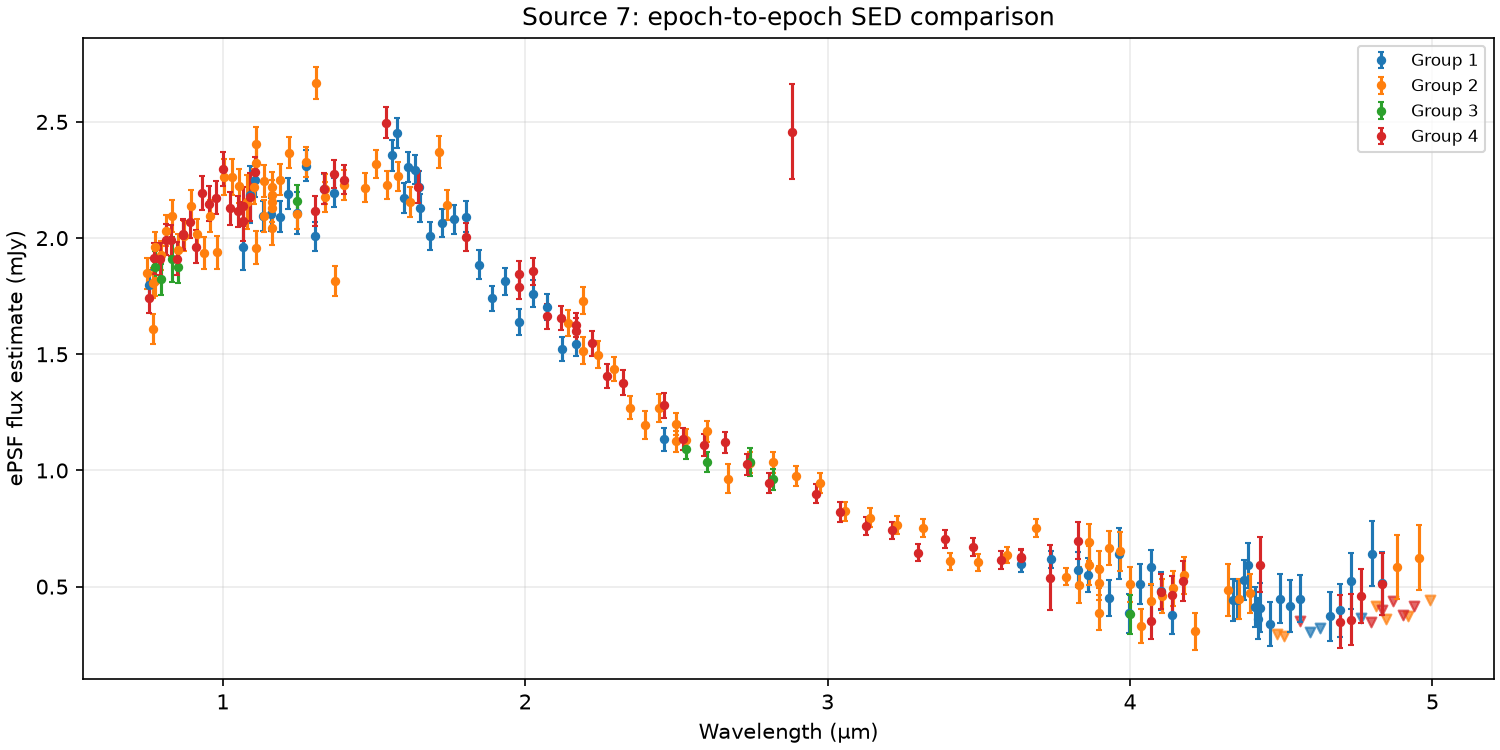 Source 7: epoch-to-epoch SED comparison
Group 1
Group 2
Group 3
Group 4
ePSF flux estimate (mJy)
2.5
2.0
1.5
1.0
0.5
1 2 3 4 5
Wavelength (μm)